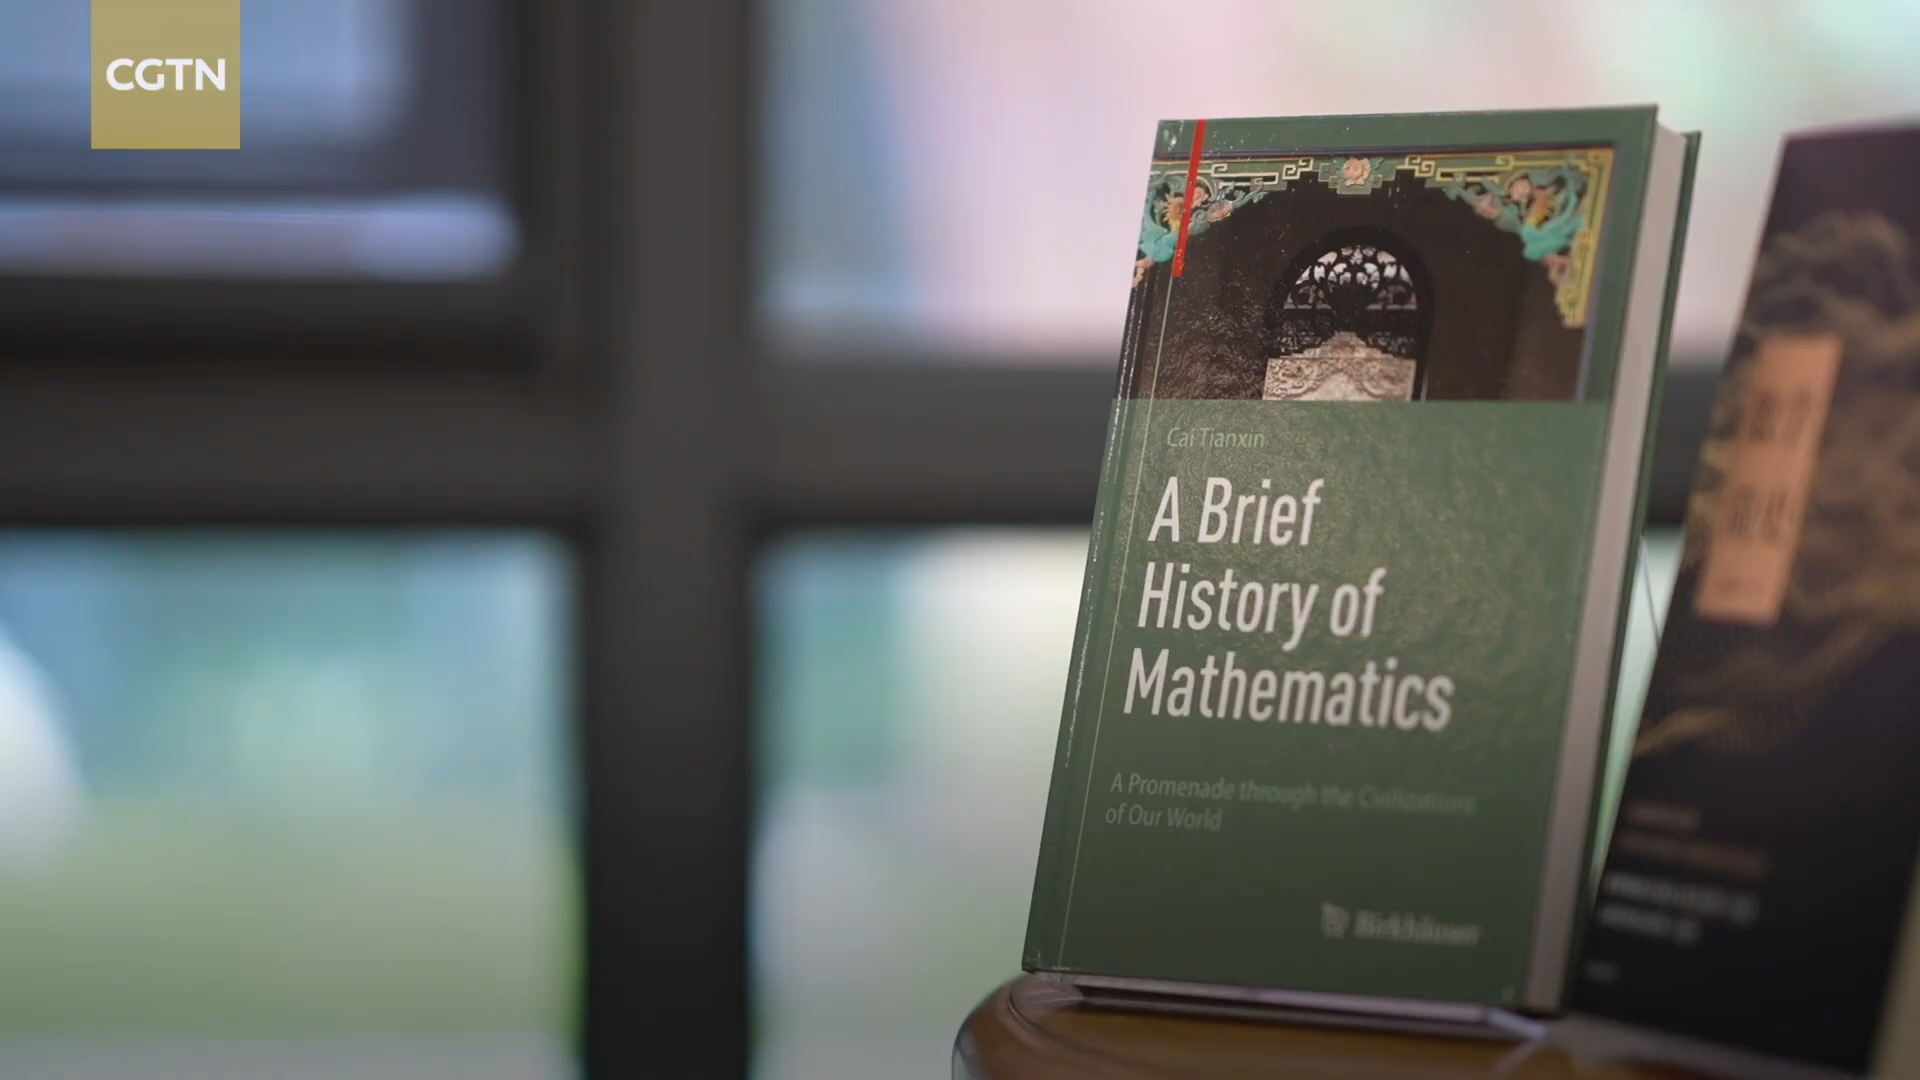 CGTN
Cai Tianxin
A Brief
History of
Mathematics
A Promenade through the Civilizations
of Our World
Birkhäuser